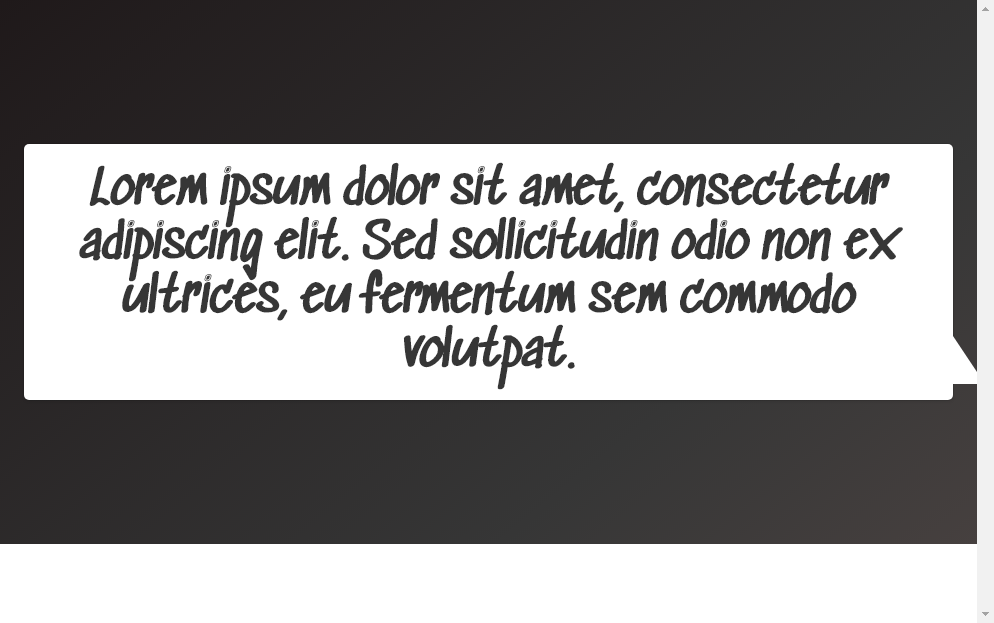 Lorem ipsum dolor sit amet, consectetur
adipiscing elit. Sed sollicitudin odio non ex
ultrices, eu fermentum sem commodo
volutpat.